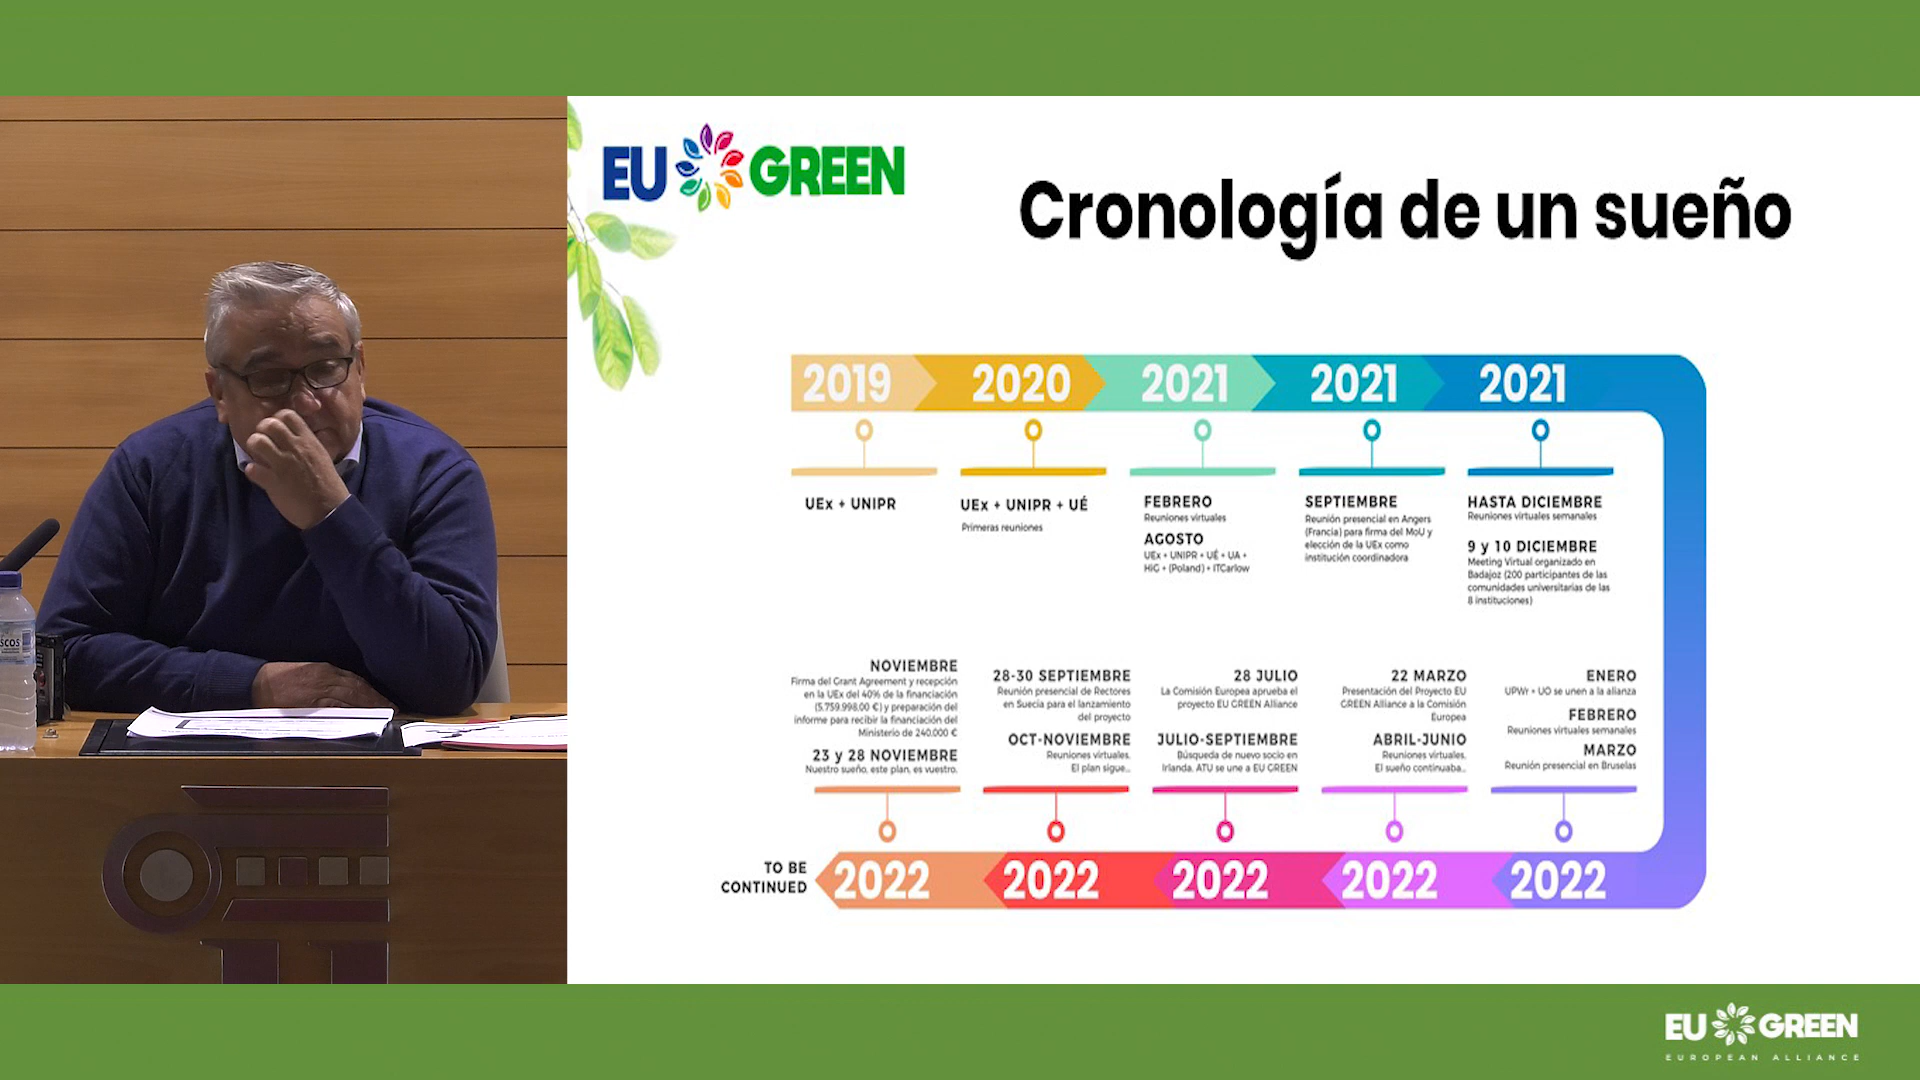 EU GREEN
Cronología de un sueño
2019
2020
2021
2021
2021
UEx + UNIPR
UEx + UNIPR + UÉ
Primeras reuniones
FEBRERO
Reuniones virtuales
AGOSTO
UEx + UNIPR + UÉ + UA +
HiG + (Poland) + ITCarlow
SEPTIEMBRE
Reunión presencial en Angers
(Francia) para firma del MoU y
elección de la UEx como
institución coordinadora
HASTA DICIEMBRE
Reuniones virtuales semanales
9 y 10 DICIEMBRE
Meeting Virtual organizado en
Badajoz (200 participantes de las
comunidades universitarias de las
8 instituciones)
NOVIEMBRE
Firma del Grant Agreement y recepción
en la UEx del 40% de la financiación
(5.759.998,00 €) y preparación del
informe para recibir la financiación del
Ministerio de 240.000 €
23 y 28 NOVIEMBRE
Nuestro sueño, este plan, es vuestro.
28-30 SEPTIEMBRE
Reunión presencial de Rectores
en Suecia para el lanzamiento
del proyecto
OCT-NOVIEMBRE
Reuniones virtuales.
El plan sigue...
28 JULIO
La Comisión Europea aprueba el
proyecto EU GREEN Alliance
JULIO-SEPTIEMBRE
Búsqueda de nuevo socio en
Irlanda. ATU se une a EU GREEN
22 MARZO
Presentación del Proyecto EU
GREEN Alliance a la Comisión
Europea
ABRIL-JUNIO
Reuniones virtuales.
El sueño continuaba...
ENERO
UPWr + UO se unen a la alianza
FEBRERO
Reuniones virtuales semanales
MARZO
Reunión presencial en Bruselas
TO BE
CONTINUED
2022
2022
2022
2022
2022
EU GREEN
EUROPEAN ALLIANCE